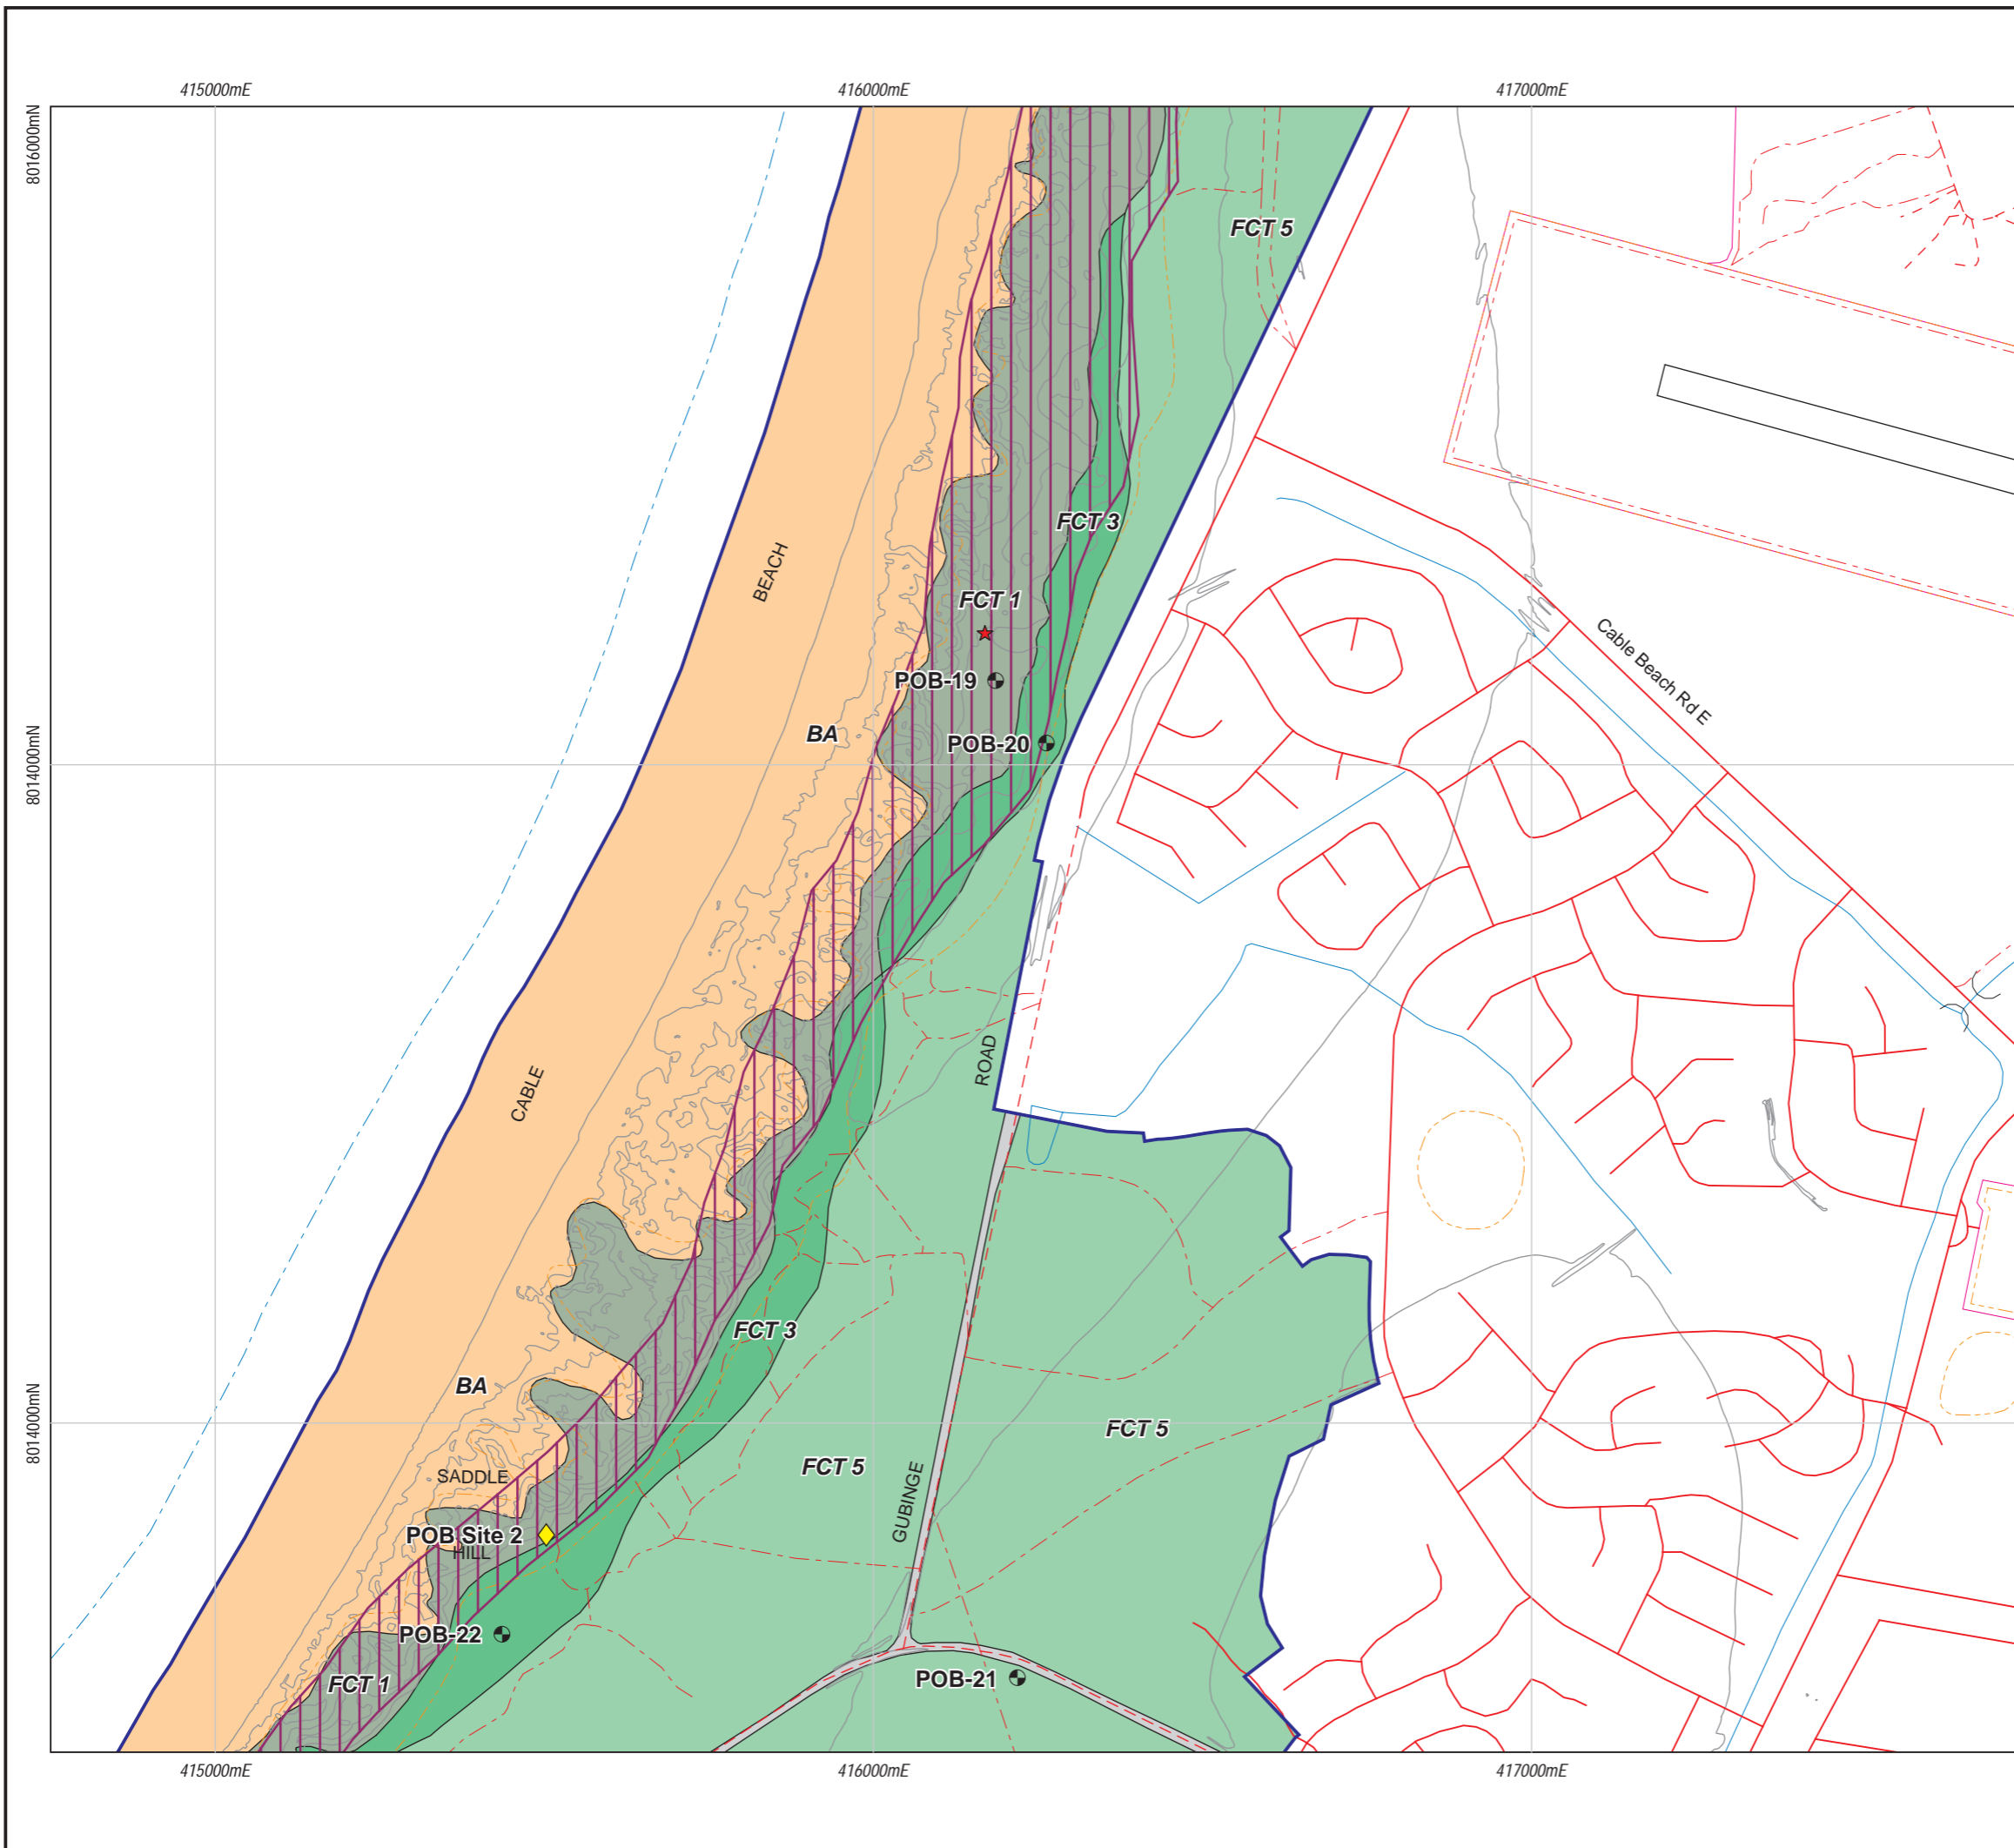 415000mE
416000mE
417000mE
8016000mN
FCT 5
FCT 3
BEACH
FCT 1
Cable Beach Rd E
POB-19
BA
POB-20
8014000mN
ROAD
CABLE
FCT 3
BA
FCT 5
8014000mN
FCT 5
SADDLE
GUBINGE
POB Site 2
HILL
POB-22
POB-21
FCT 1
415000mE
416000mE
417000mE